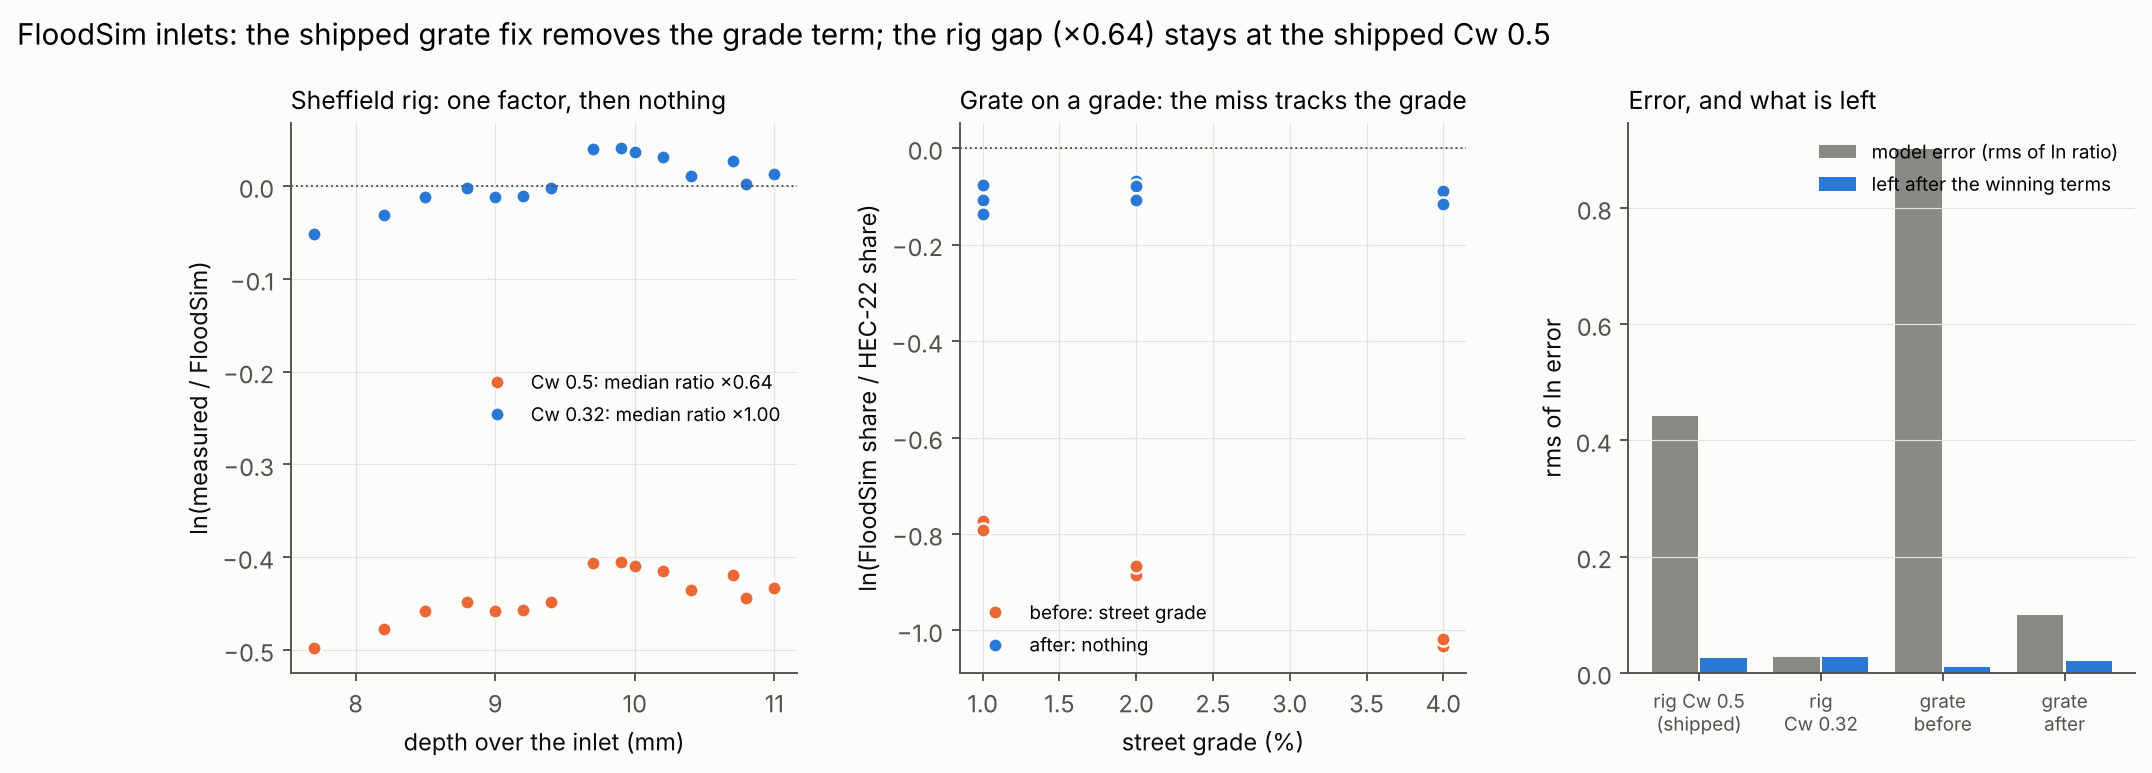 FloodSim inlets: the shipped grate fix removes the grade term; the rig gap (×0.64) stays at the shipped Cw 0.5
Sheffield rig: one factor, then nothing
ln(measured / FloodSim)
0.0
−0.1
−0.2
−0.3
−0.4
−0.5
Cw 0.5: median ratio ×0.64
Cw 0.32: median ratio ×1.00
8
9
10
11
depth over the inlet (mm)
Grate on a grade: the miss tracks the grade
ln(FloodSim share / HEC-22 share)
0.0
−0.2
−0.4
−0.6
−0.8
−1.0
before: street grade
after: nothing
1.0
1.5
2.0
2.5
3.0
3.5
4.0
street grade (%)
Error, and what is left
rms of ln error
model error (rms of ln ratio)
left after the winning terms
0.8
0.6
0.4
0.2
0.0
rig Cw 0.5
(shipped)
rig
Cw 0.32
grate
before
grate
after